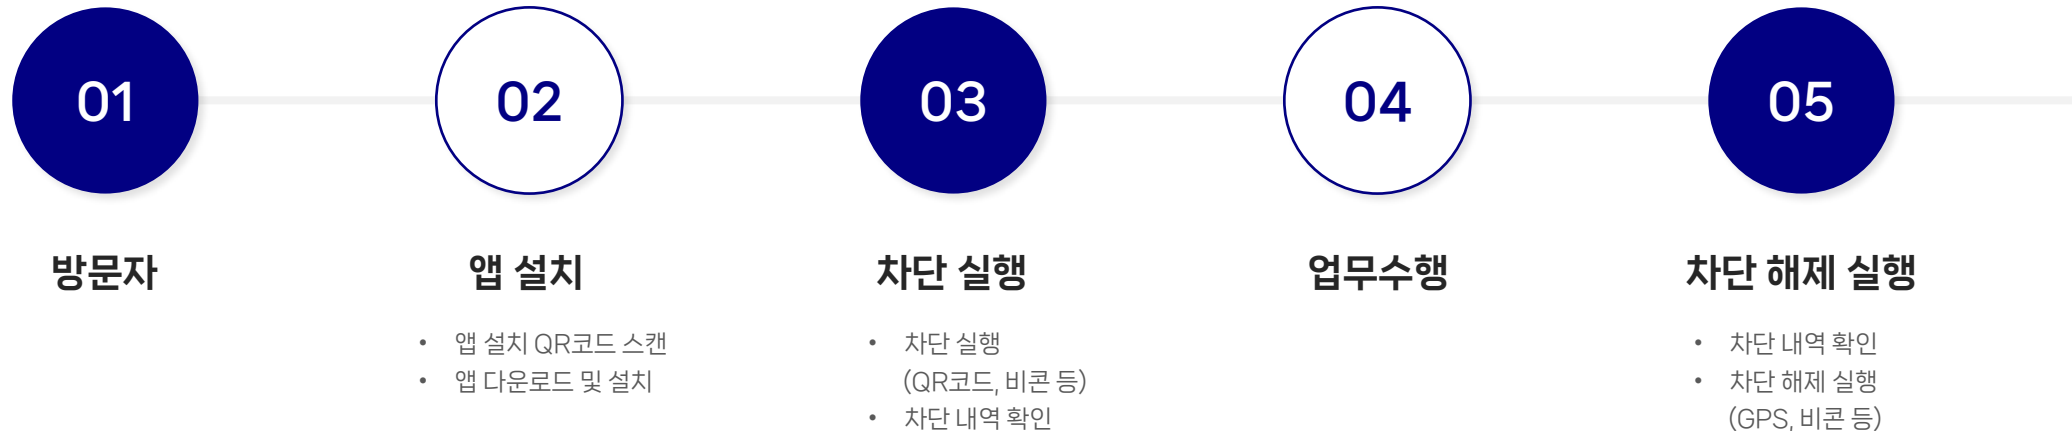 01
02
03
04
05
방문자
앱 설치
차단 실행
업무수행
차단 해제 실행
• 앱 설치 QR코드 스캔
• 앱 다운로드 및 설치
• 차단 실행
(QR코드, 비콘 등)
• 차단 내역 확인
• 차단 내역 확인
• 차단 해제 실행
(GPS, 비콘 등)